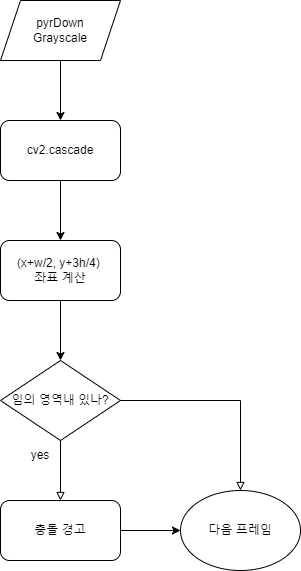 pyrDown
Grayscale
cv2.cascade
(x+w/2, y+3h/4)
좌표 계산
임의 영역내 있나?
yes
충돌 경고
다음 프레임